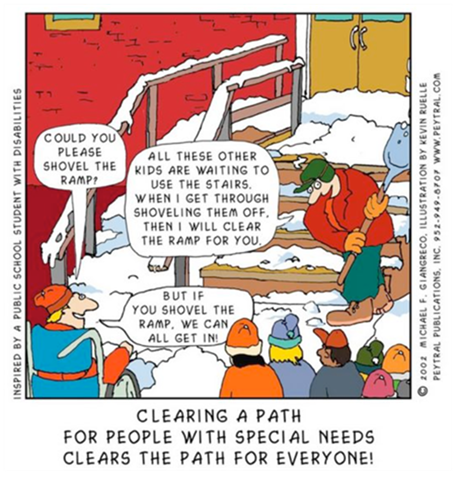 COULD YOU
PLEASE
SHOVEL THE
RAMP?
ALL THESE OTHER
KIDS ARE WAITING TO
USE THE STAIRS.
WHEN I GET THROUGH
SHOVELING THEM OFF,
THEN I WILL CLEAR
THE RAMP FOR YOU.
BUT IF
YOU SHOVEL THE
RAMP, WE CAN
ALL GET IN!
INSPIRED BY A PUBLIC SCHOOL STUDENT WITH DISABILITIES
© 2002 MICHAEL F. GIANGRECO, ILLUSTRATION BY KEVIN RUELLE
PEYTRAL PUBLICATIONS, INC. 952-949-8707 WWW.PEYTRAL.COM
CLEARING A PATH
FOR PEOPLE WITH SPECIAL NEEDS
CLEARS THE PATH FOR EVERYONE!